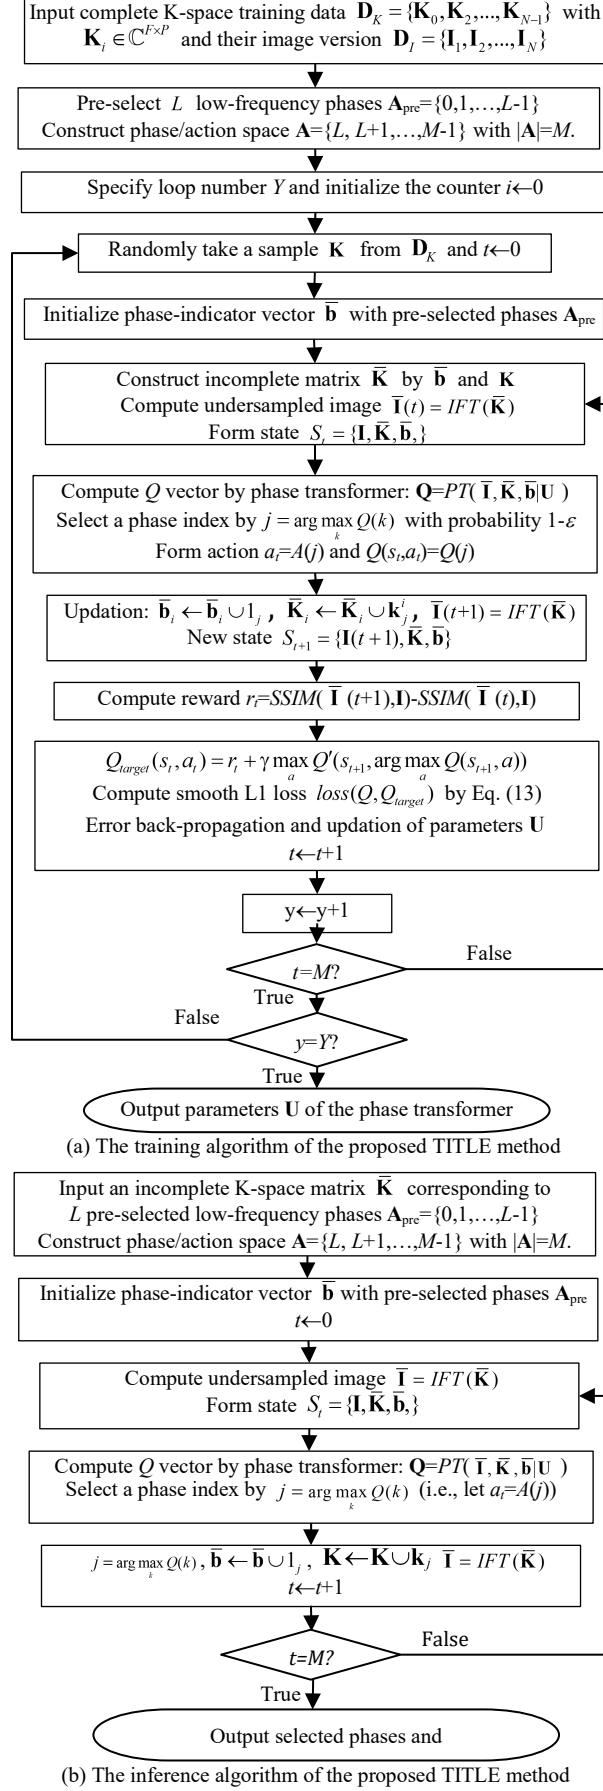 Input complete K-space training data D_K = {K_0, K_2,..., K_{N-1}} with
K_i ∈ ℂ^{F×P} and their image version D_I = {I_1, I_2,..., I_N}
Pre-select L low-frequency phases A_pre={0,1,…,L-1}
Construct phase/action space A={L, L+1,…,M-1} with |A|=M.
Specify loop number Y and initialize the counter i←0
Randomly take a sample K from D_K and t←0
Initialize phase-indicator vector b̄ with pre-selected phases A_pre
Construct incomplete matrix K̄ by b̄ and K
Compute undersampled image Ī(t) = IFT(K̄)
Form state S_t = {I, K̄, b̄,}
Compute Q vector by phase transformer: Q=PT( Ī, K̄, b̄|U )
Select a phase index by j = arg max_k Q(k) with probability 1-ε
Form action a_t=A(j) and Q(s_t,a_t)=Q(j)
Updation: b̄_i ← b̄_i ∪ 1_j , K̄_i ← K̄_i ∪ k_j^i , Ī(t+1) = IFT(K̄)
New state S_{t+1} = {I(t+1), K̄, b̄}
Compute reward r_t=SSIM( Ī (t+1),I)-SSIM( Ī (t),I)
Q_target(s_t, a_t) = r_t + γ max_a Q′(s_{t+1}, arg max_a Q(s_{t+1}, a))
Compute smooth L1 loss loss(Q, Q_target) by Eq. (13)
Error back-propagation and updation of parameters U
t←t+1
y←y+1
t=M?
False
True
y=Y?
False
True
Output parameters U of the phase transformer
(a) The training algorithm of the proposed TITLE method
Input an incomplete K-space matrix K̄ corresponding to
L pre-selected low-frequency phases A_pre={0,1,…,L-1}
Construct phase/action space A={L, L+1,…,M-1} with |A|=M.
Initialize phase-indicator vector b̄ with pre-selected phases A_pre
t←0
Compute undersampled image Ī = IFT(K̄)
Form state S_t = {I, K̄, b̄,}
Compute Q vector by phase transformer: Q=PT( Ī, K̄, b̄|U )
Select a phase index by j = arg max_k Q(k) (i.e., let a_t=A(j))
j = arg max_k Q(k) , b̄ ← b̄ ∪ 1_j , K ← K ∪ k_j Ī = IFT(K̄)
t←t+1
t=M?
False
True
Output selected phases and
(b) The inference algorithm of the proposed TITLE method